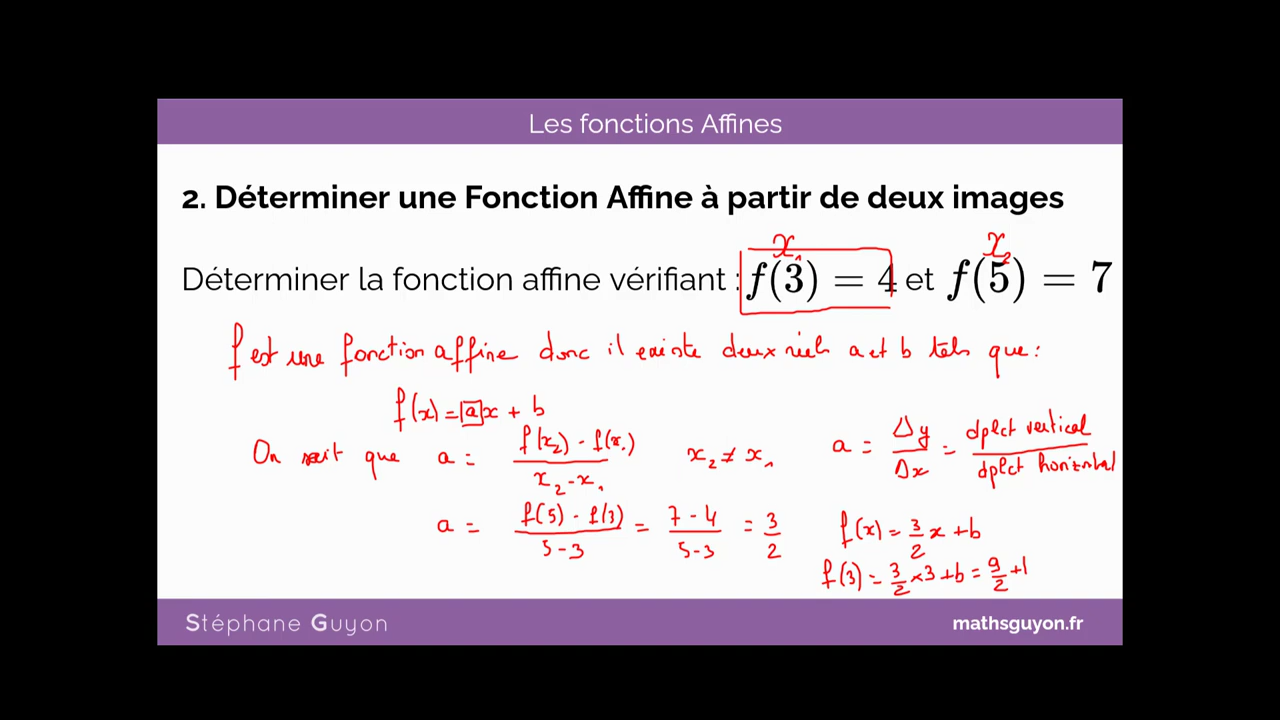 Les fonctions Affines
2. Déterminer une Fonction Affine à partir de deux images
x₁ x₂
Déterminer la fonction affine vérifiant : f(3) = 4 et f(5) = 7
f est une fonction affine donc il existe deux réels a et b tels que :
f(x) = ax + b
On sait que a = (f(x₂) - f(x₁))/(x₂ - x₁) x₂ ≠ x₁ a = Δy/Δx = dplct vertical/dplct horizontal
a = (f(5) - f(3))/(5 - 3) = (7 - 4)/(5 - 3) = 3/2 f(x) = 3/2 x + b
f(3) = 3/2 × 3 + b = 9/2 + l
Stéphane Guyon
mathsguyon.fr